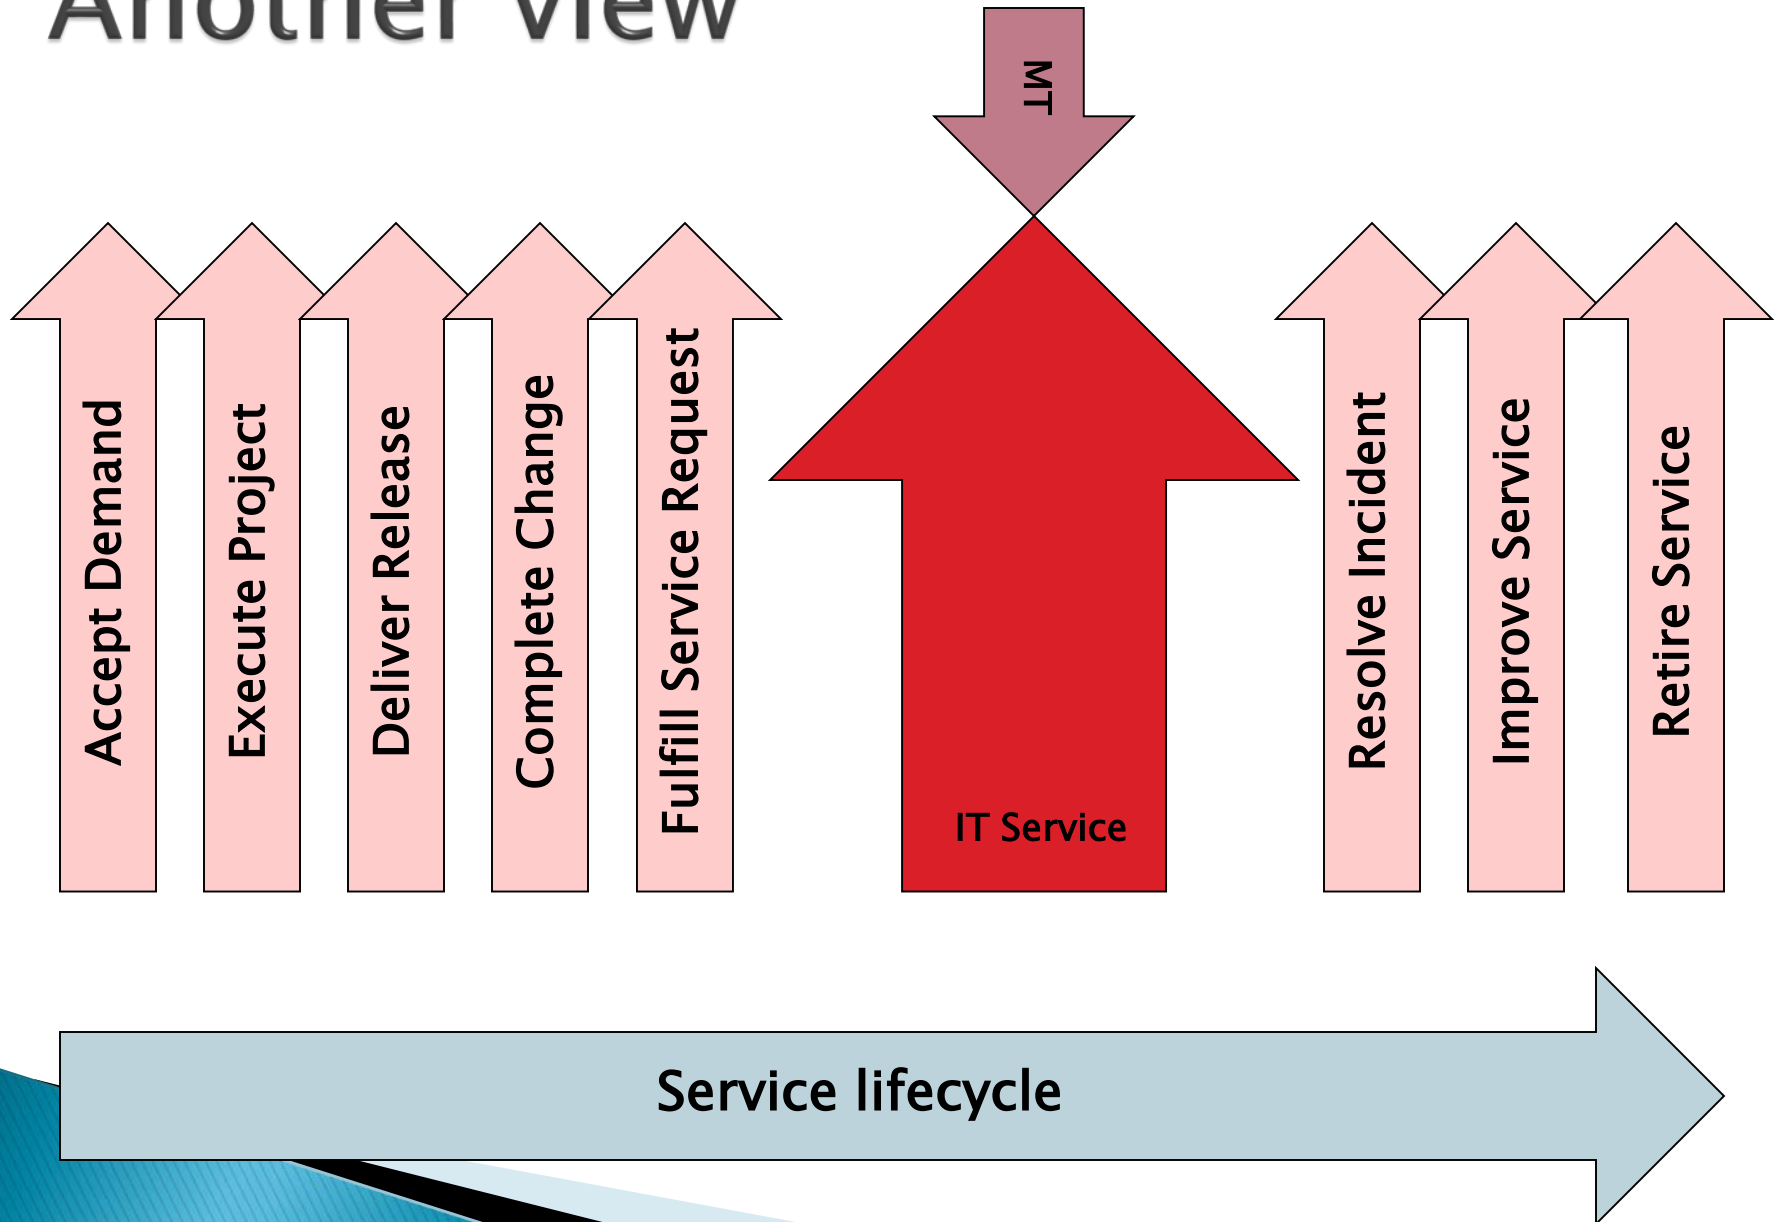 Another View
MT
Accept Demand
Execute Project
Deliver Release
Complete Change
Fulfill Service Request
IT Service
Resolve Incident
Improve Service
Retire Service
Service lifecycle